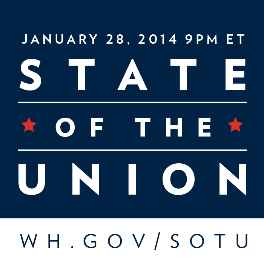 JANUARY 28, 2014 9PM ET
STATE
OF THE
UNION
WH.GOV/SOTU